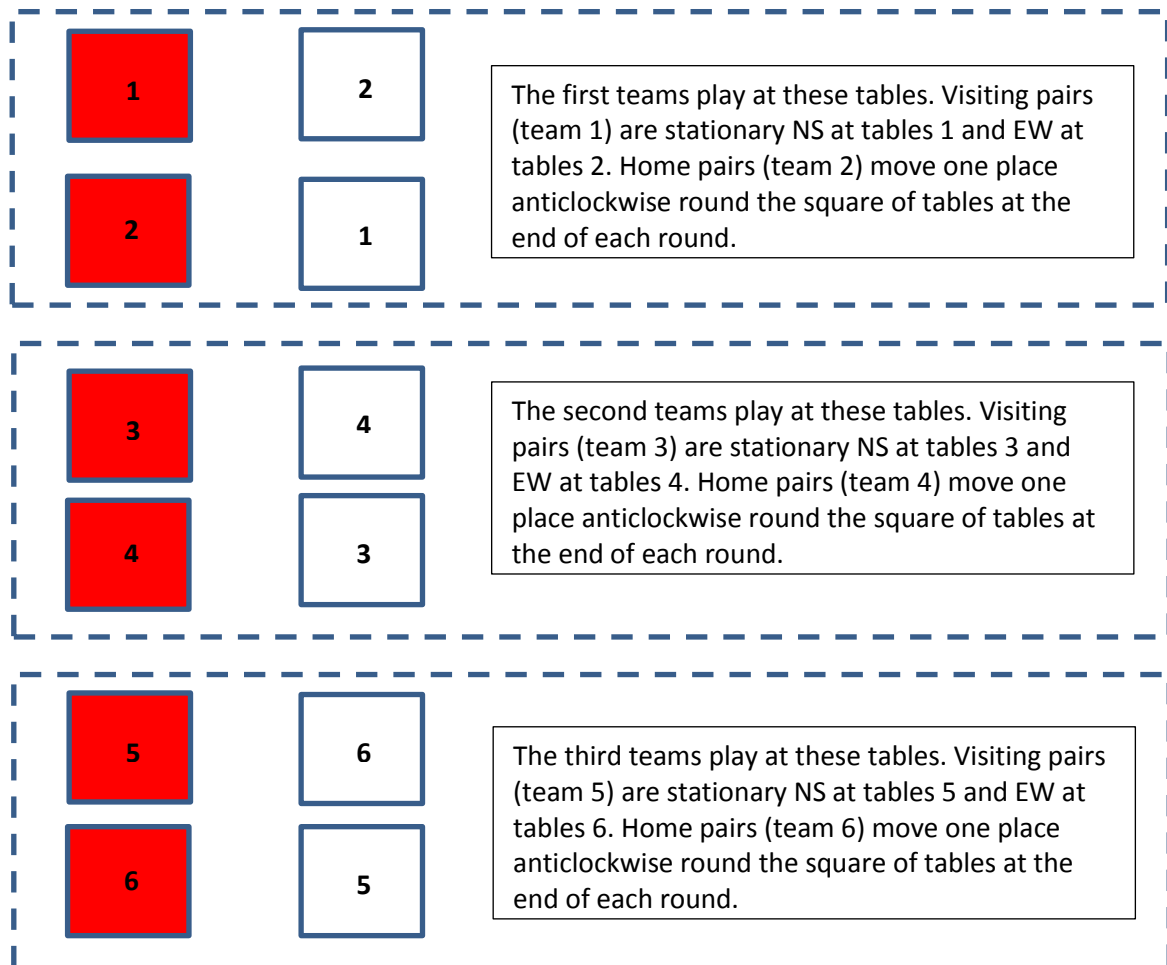 1
2
The first teams play at these tables. Visiting pairs
(team 1) are stationary NS at tables 1 and EW at
tables 2. Home pairs (team 2) move one place
anticlockwise round the square of tables at the
end of each round.
2
1
3
4
The second teams play at these tables. Visiting
pairs (team 3) are stationary NS at tables 3 and
EW at tables 4. Home pairs (team 4) move one
place anticlockwise round the square of tables at
the end of each round.
4
3
5
6
The third teams play at these tables. Visiting pairs
(team 5) are stationary NS at tables 5 and EW at
tables 6. Home pairs (team 6) move one place
anticlockwise round the square of tables at the
end of each round.
6
5